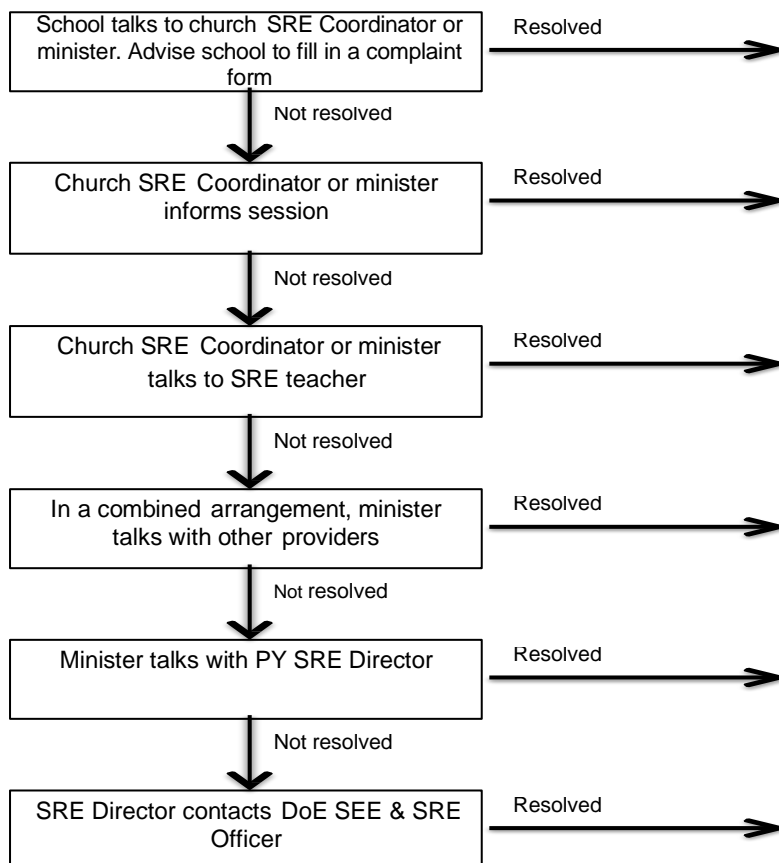 School talks to church SRE Coordinator or
minister. Advise school to fill in a complaint
form
Resolved
Not resolved
Church SRE Coordinator or minister
informs session
Resolved
Not resolved
Church SRE Coordinator or minister
talks to SRE teacher
Resolved
Not resolved
In a combined arrangement, minister
talks with other providers
Resolved
Not resolved
Minister talks with PY SRE Director
Resolved
Not resolved
SRE Director contacts DoE SEE & SRE
Officer
Resolved